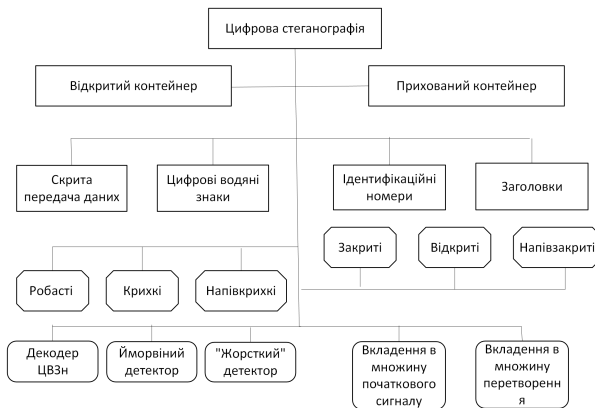 Цифрова стеганографія
Відкритий контейнер
Прихований контейнер
Скрита
передача даних
Цифрові водяні
знаки
Ідентифікаційні
номери
Заголовки
Закриті
Відкриті
Напівзакриті
Робасті
Крихкі
Напівкрихкі
Декодер
ЦВЗн
Йморвіний
детектор
"Жорсткий"
детектор
Вкладення в
множину
початкового
сигналу
Вкладення в
множину
перетворенн
я